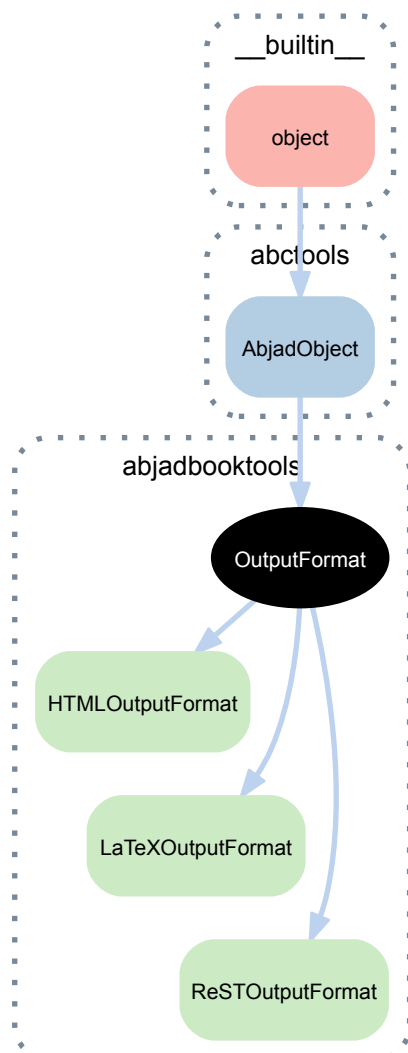 __builtin__
object
abctools
AbjadObject
abjadbooktools
OutputFormat
HTMLOutputFormat
LaTeXOutputFormat
ReSTOutputFormat